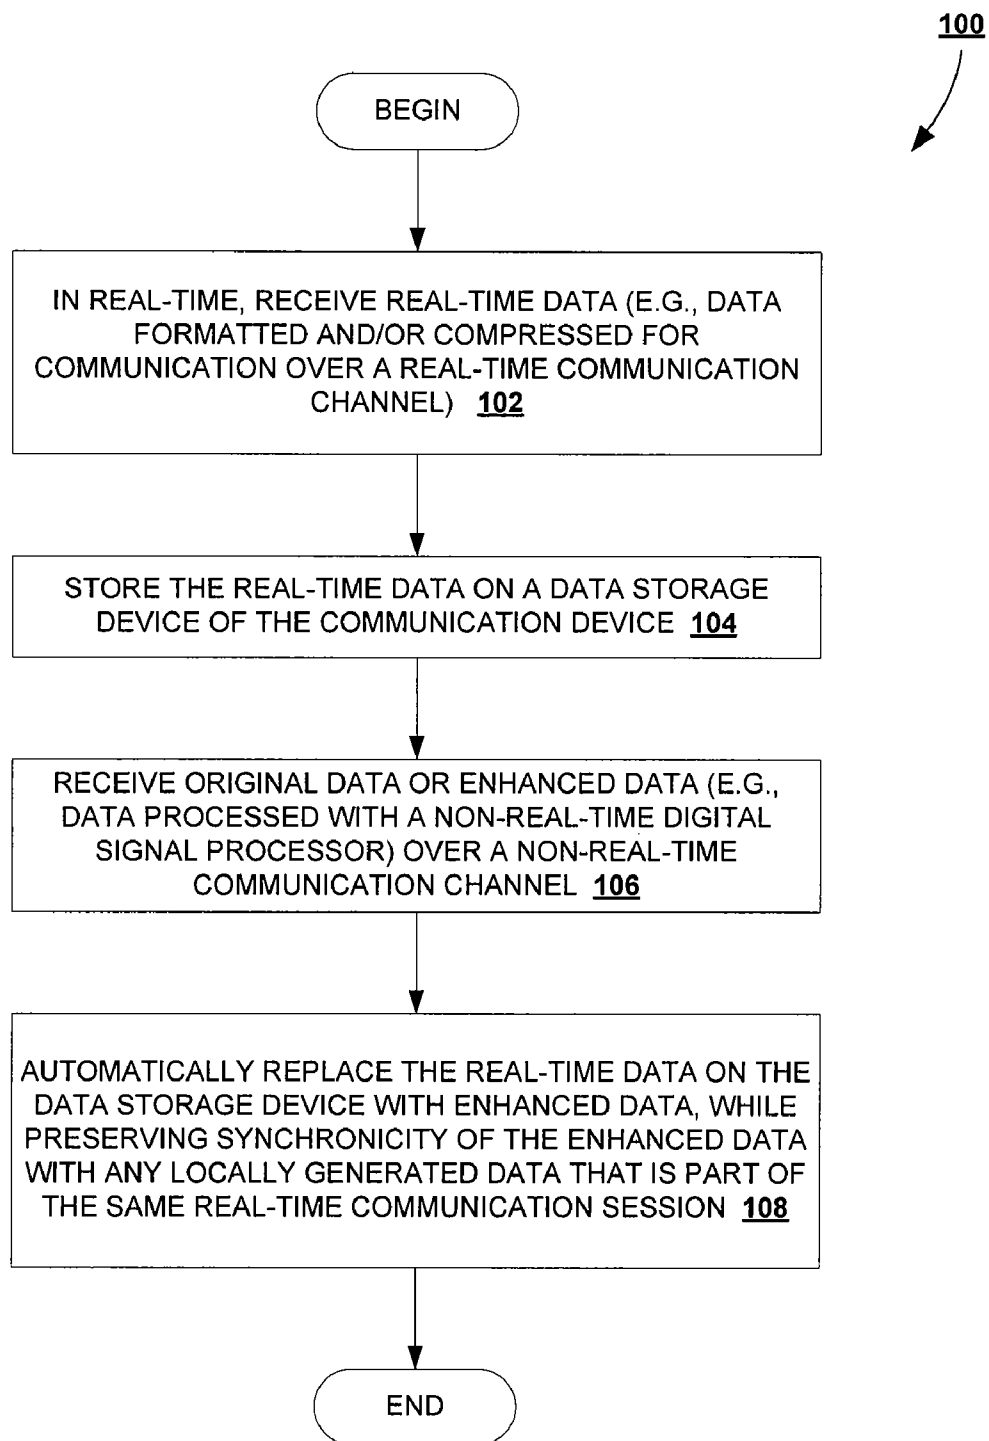 100
BEGIN
IN REAL-TIME, RECEIVE REAL-TIME DATA (E.G., DATA
FORMATTED AND/OR COMPRESSED FOR
COMMUNICATION OVER A REAL-TIME COMMUNICATION
CHANNEL) 102
STORE THE REAL-TIME DATA ON A DATA STORAGE
DEVICE OF THE COMMUNICATION DEVICE 104
RECEIVE ORIGINAL DATA OR ENHANCED DATA (E.G.,
DATA PROCESSED WITH A NON-REAL-TIME DIGITAL
SIGNAL PROCESSOR) OVER A NON-REAL-TIME
COMMUNICATION CHANNEL 106
AUTOMATICALLY REPLACE THE REAL-TIME DATA ON THE
DATA STORAGE DEVICE WITH ENHANCED DATA, WHILE
PRESERVING SYNCHRONICITY OF THE ENHANCED DATA
WITH ANY LOCALLY GENERATED DATA THAT IS PART OF
THE SAME REAL-TIME COMMUNICATION SESSION 108
END